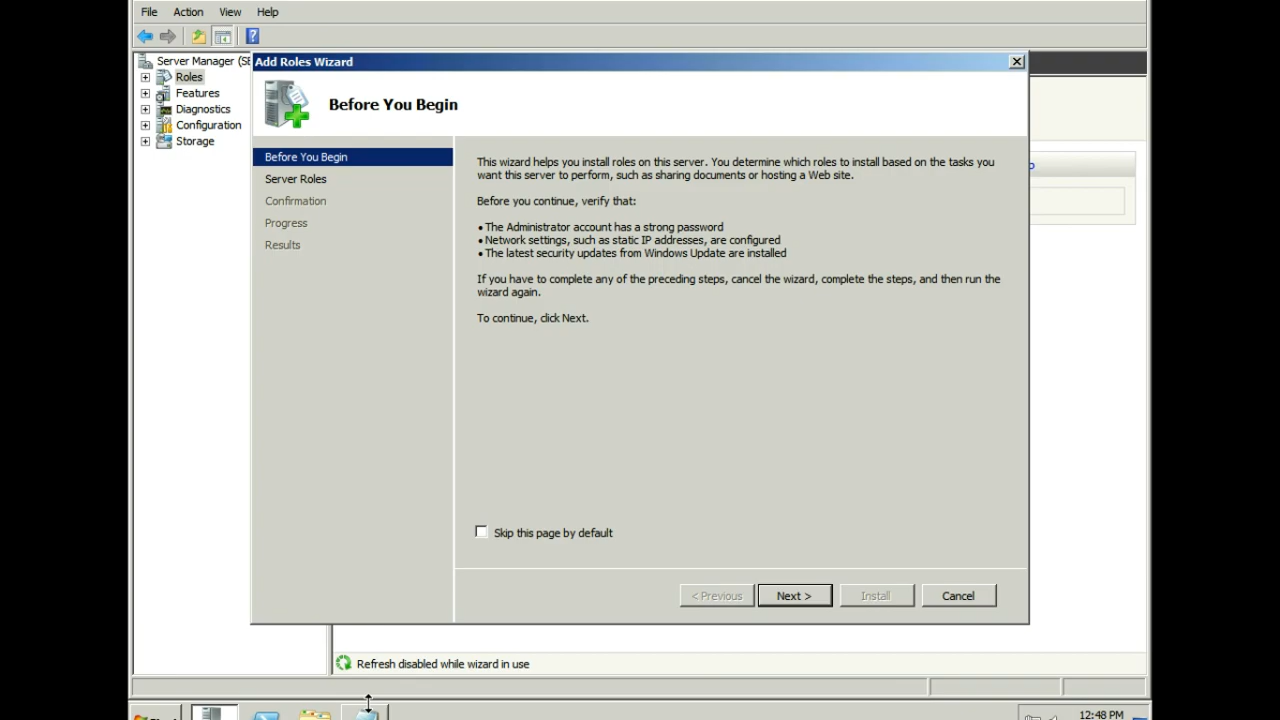 File Action View Help
Server Manager (SE
Add Roles Wizard
Roles
Features
Diagnostics
Configuration
Storage
Before You Begin
Before You Begin
Server Roles
Confirmation
Progress
Results
This wizard helps you install roles on this server. You determine which roles to install based on the tasks you
want this server to perform, such as sharing documents or hosting a Web site.
Before you continue, verify that:
• The Administrator account has a strong password
• Network settings, such as static IP addresses, are configured
• The latest security updates from Windows Update are installed
If you have to complete any of the preceding steps, cancel the wizard, complete the steps, and then run the
wizard again.
To continue, click Next.
Skip this page by default
< Previous Next > Install Cancel
Refresh disabled while wizard in use
12:48 PM